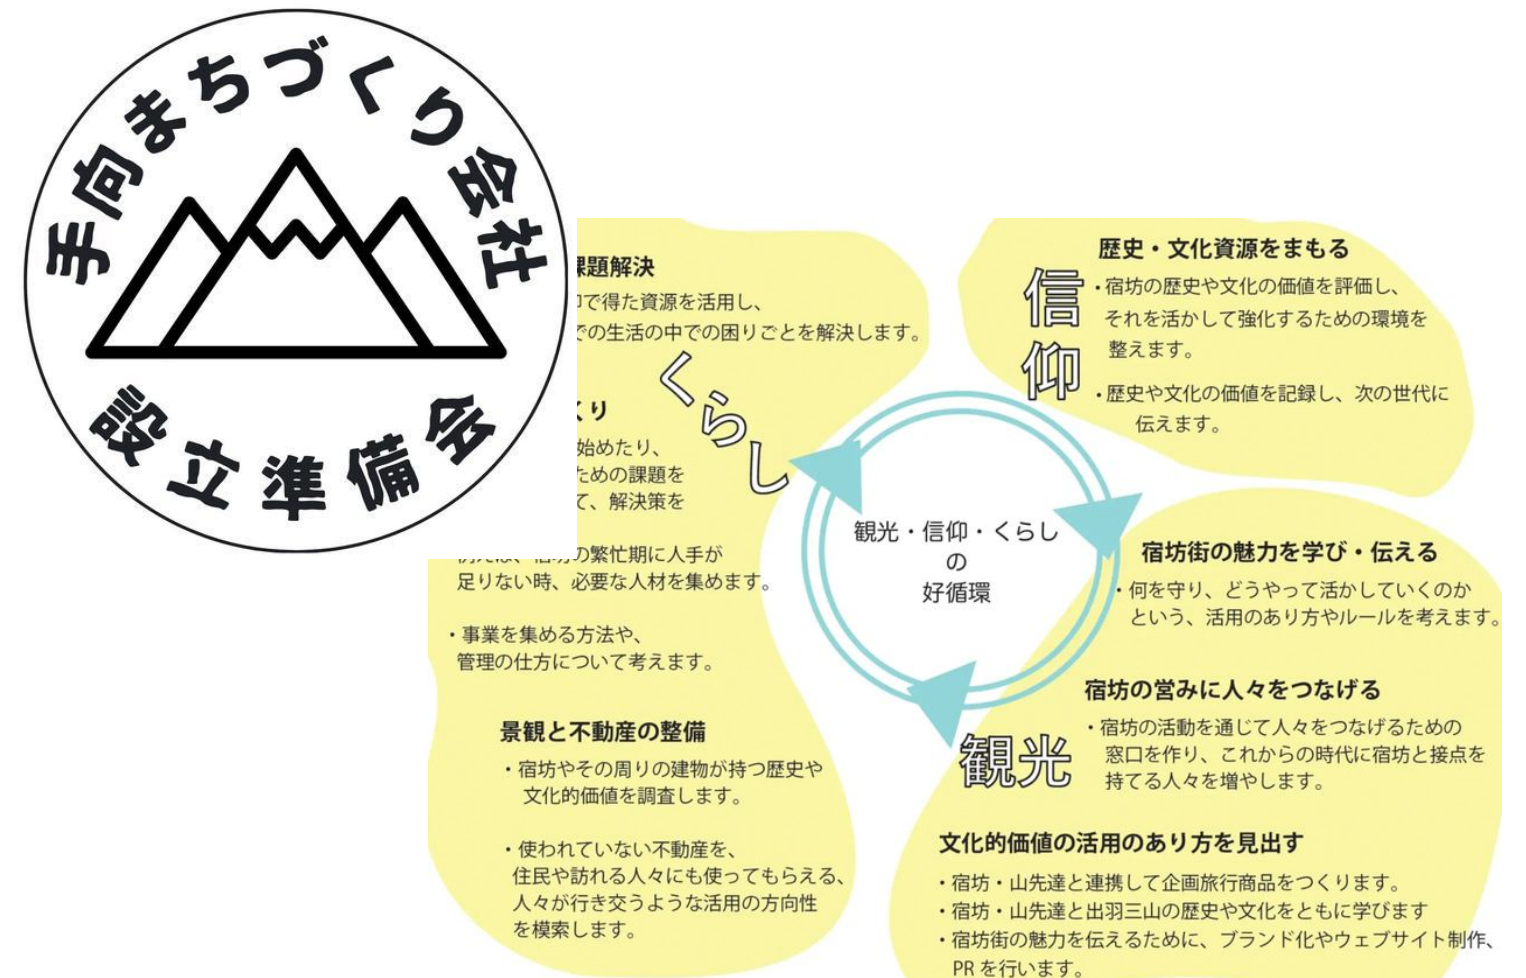 手向まちづくり会社
設立準備会
課題解決
で得た資源を活用し、
での生活の中での困りごとを解決します。
くらし
くり
始めたり、
ための課題を
て、解決策を
の繁忙期に人手が
足りない時、必要な人材を集めます。
・事業を集める方法や、
管理の仕方について考えます。
景観と不動産の整備
・宿坊やその周りの建物が持つ歴史や
文化的価値を調査します。
・使われていない不動産を、
住民や訪れる人々にも使ってもらえる、
人々が行き交うような活用の方向性
を模索します。
観光・信仰・くらし
の
好循環
信仰
歴史・文化資源をまもる
・宿坊の歴史や文化の価値を評価し、
それを活かして強化するための環境を
整えます。
・歴史や文化の価値を記録し、次の世代に
伝えます。
宿坊街の魅力を学び・伝える
・何を守り、どうやって活かしていくのか
という、活用のあり方やルールを考えます。
宿坊の営みに人々をつなげる
・宿坊の活動を通じて人々をつなげるための
窓口を作り、これからの時代に宿坊と接点を
持てる人々を増やします。
観光
文化的価値の活用のあり方を見出す
・宿坊・山先達と連携して企画旅行商品をつくります。
・宿坊・山先達と出羽三山の歴史や文化をともに学びます
・宿坊街の魅力を伝えるために、ブランド化やウェブサイト制作、
PRを行います。